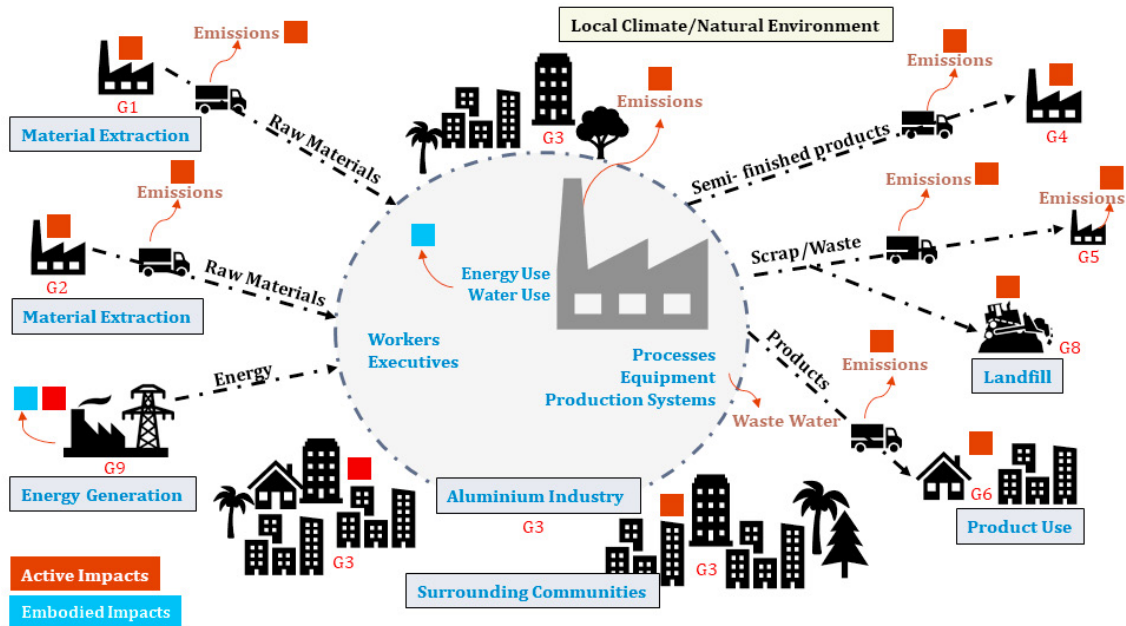 Local Climate/Natural Environment
Emissions
G1
Material Extraction
Raw Materials
G3
Emissions
Semi- finished products
Emissions
G4
Emissions
G2
Material Extraction
Raw Materials
Energy Use
Water Use
Workers
Executives
Processes
Equipment
Production Systems
Waste Water
Scrap/Waste
Emissions
Emissions
G5
G8
Landfill
Energy
G9
Energy Generation
Products
Emissions
G6
Product Use
Aluminium Industry
G3
G3
G3
Surrounding Communities
Active Impacts
Embodied Impacts